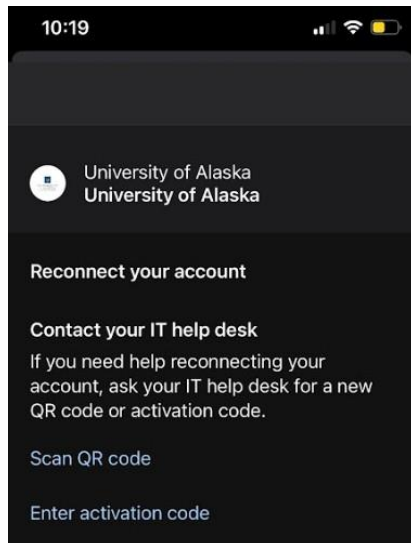 10:19
University of Alaska
University of Alaska
Reconnect your account
Contact your IT help desk
If you need help reconnecting your
account, ask your IT help desk for a new
QR code or activation code.
Scan QR code
Enter activation code